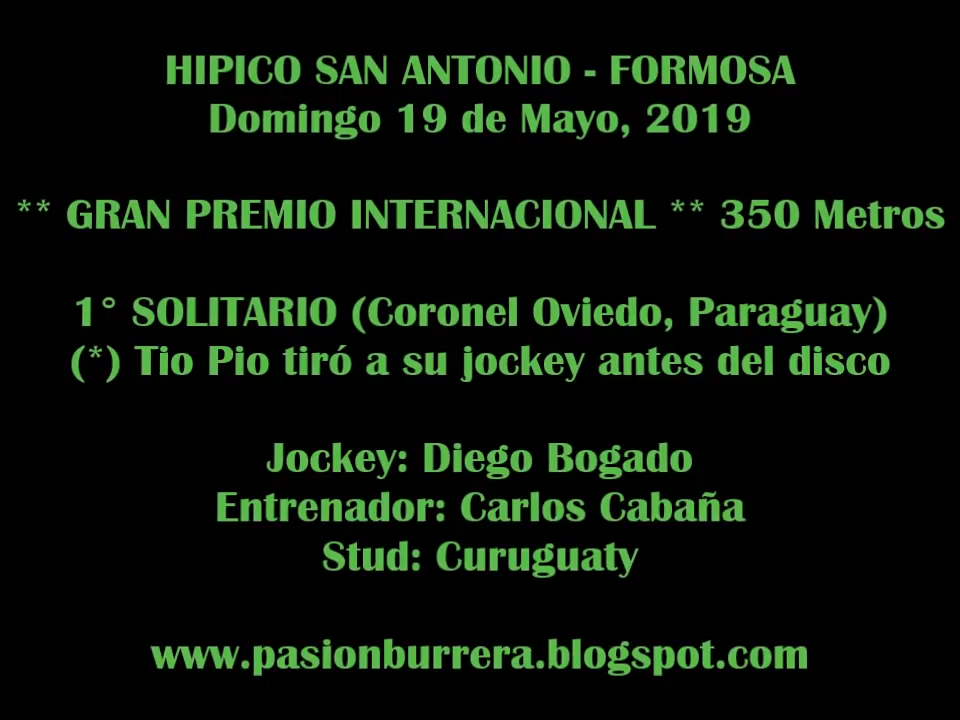 HIPICO SAN ANTONIO - FORMOSA
Domingo 19 de Mayo, 2019
** GRAN PREMIO INTERNACIONAL ** 350 Metros
1° SOLITARIO (Coronel Oviedo, Paraguay)
(*) Tio Pio tiró a su jockey antes del disco
Jockey: Diego Bogado
Entrenador: Carlos Cabaña
Stud: Curuguaty
www.pasionburrera.blogspot.com